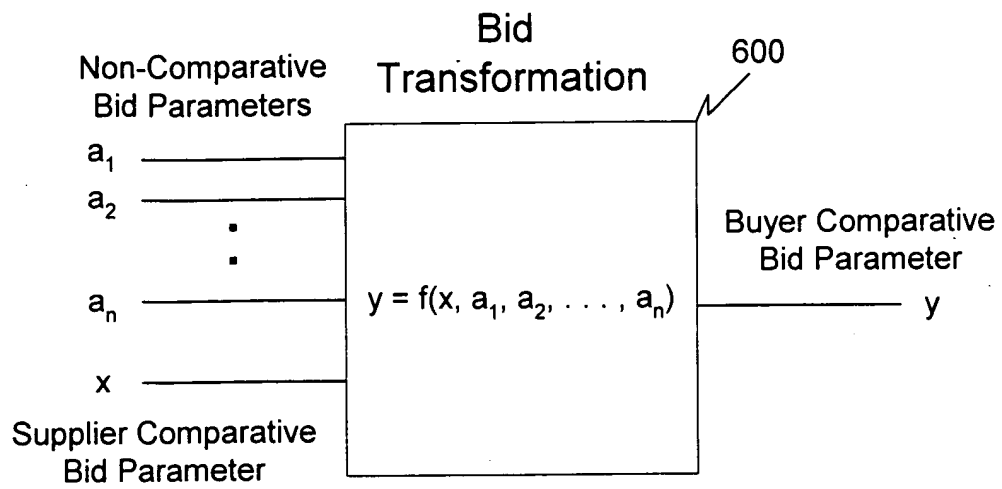 Bid
Transformation
600
Non-Comparative
Bid Parameters
a₁
a₂
aₙ
x
Supplier Comparative
Bid Parameter
y = f(x, a₁, a₂, . . . , aₙ)
Buyer Comparative
Bid Parameter
y